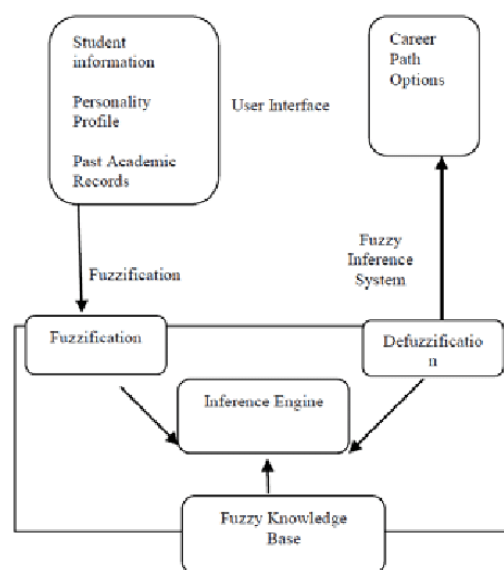 Student
information
Personality
Profile
Past Academic
Records
User Interface
Career
Path
Options
Fuzzification
Fuzzy
Inference
System
Fuzzification
Defuzzificatio
n
Inference Engine
Fuzzy Knowledge
Base